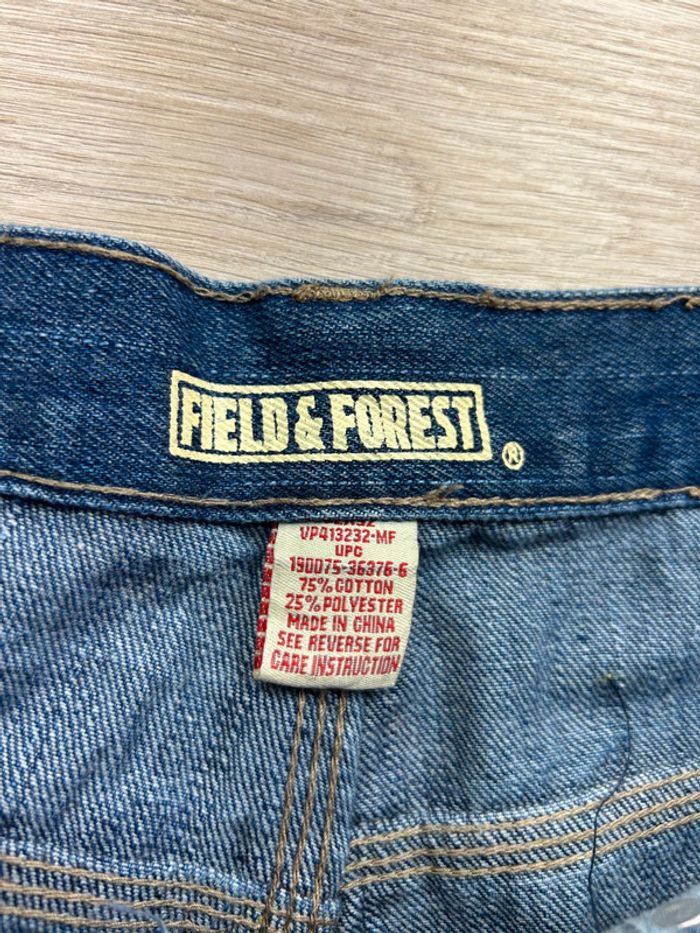 FIELD & FOREST
®
VP413232-MF
UPC
190075-36376-6
75% COTTON
25% POLYESTER
MADE IN CHINA
SEE REVERSE FOR
CARE INSTRUCTION